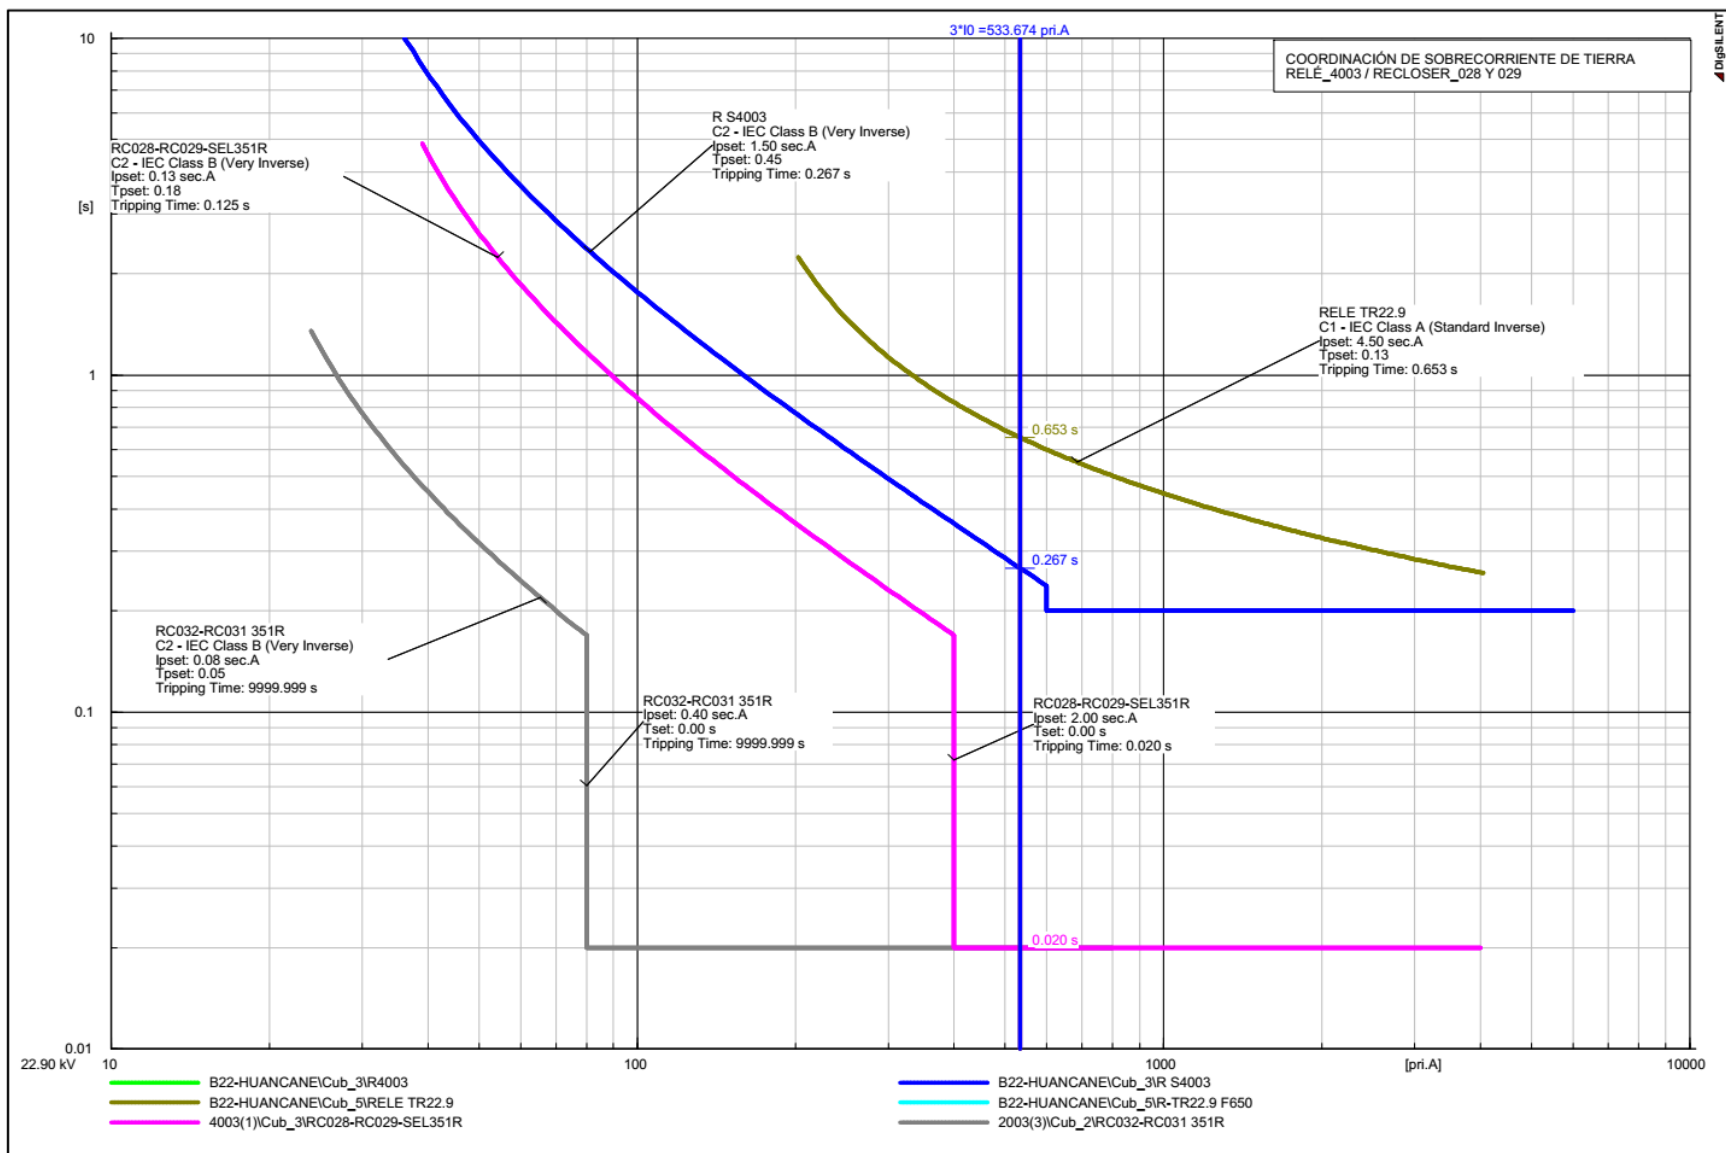 3*I0 =533.674 pri.A
COORDINACIÓN DE SOBRECORRIENTE DE TIERRA
RELÉ_4003 / RECLOSER_028 Y 029
DIgSILENT
10
[s]
1
0.1
0.01
RC028-RC029-SEL351R
C2 - IEC Class B (Very Inverse)
Ipset: 0.13 sec.A
Tpset: 0.18
Tripping Time: 0.125 s
R S4003
C2 - IEC Class B (Very Inverse)
Ipset: 1.50 sec.A
Tpset: 0.45
Tripping Time: 0.267 s
RELE TR22.9
C1 - IEC Class A (Standard Inverse)
Ipset: 4.50 sec.A
Tpset: 0.13
Tripping Time: 0.653 s
0.653 s
0.267 s
RC032-RC031 351R
C2 - IEC Class B (Very Inverse)
Ipset: 0.08 sec.A
Tpset: 0.05
Tripping Time: 9999.999 s
RC032-RC031 351R
Ipset: 0.40 sec.A
Tset: 0.00 s
Tripping Time: 9999.999 s
RC028-RC029-SEL351R
Ipset: 2.00 sec.A
Tset: 0.00 s
Tripping Time: 0.020 s
0.020 s
22.90 kV
10
100
1000
[pri.A]
10000
B22-HUANCANE\Cub_3\R4003
B22-HUANCANE\Cub_5\RELE TR22.9
4003(1)\Cub_3\RC028-RC029-SEL351R
B22-HUANCANE\Cub_3\R S4003
B22-HUANCANE\Cub_5\R-TR22.9 F650
2003(3)\Cub_2\RC032-RC031 351R